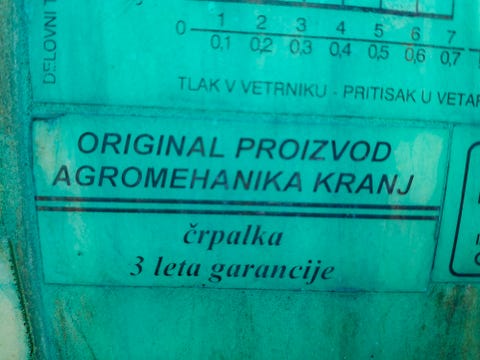 1 2 3 4 5 6 7
0
0,1 0,2 0,3 0,4 0,5 0,6 0,7
DELOVNI
TLAK V VETRNIKU - PRITISAK U
ORIGINAL PROIZVOD
AGROMEHANIKA KRANJ
črpalka
3 leta garancije